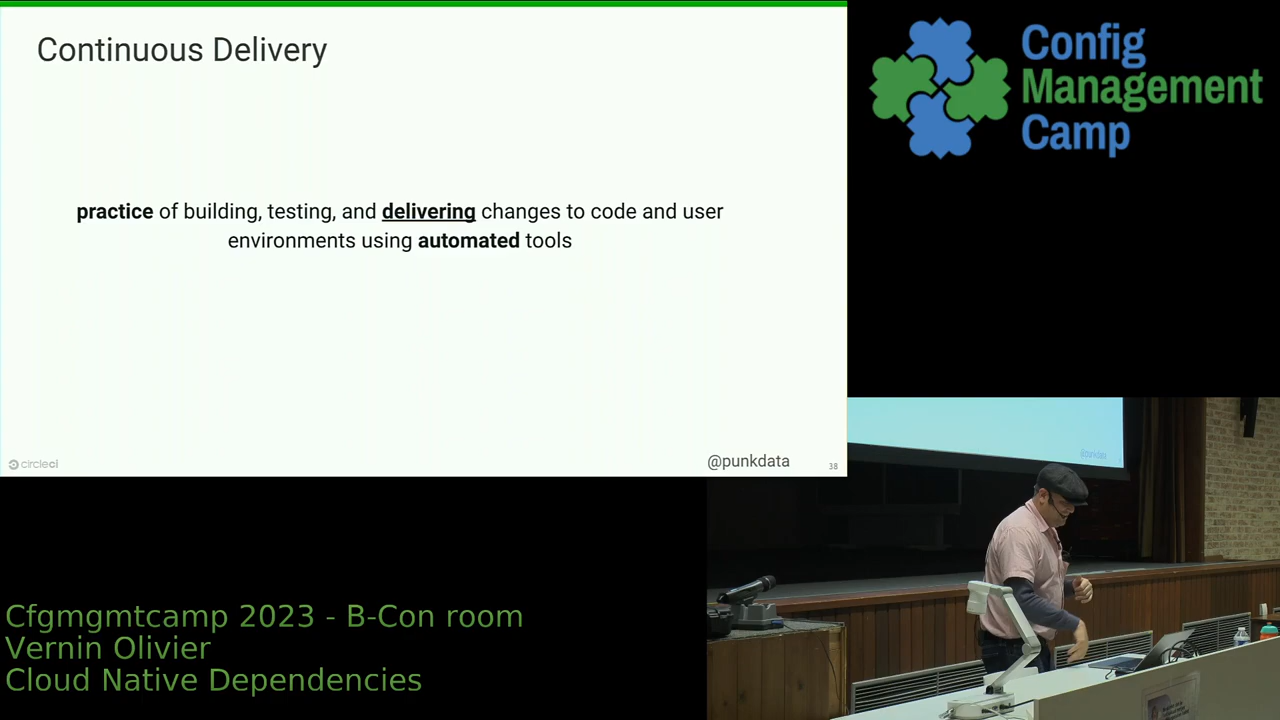 Continuous Delivery
practice of building, testing, and delivering changes to code and user
environments using automated tools
circleci
@punkdata
38
Config
Management
Camp
@punkdata
Cfgmgmtcamp 2023 - B-Con room
Vernin Olivier
Cloud Native Dependencies